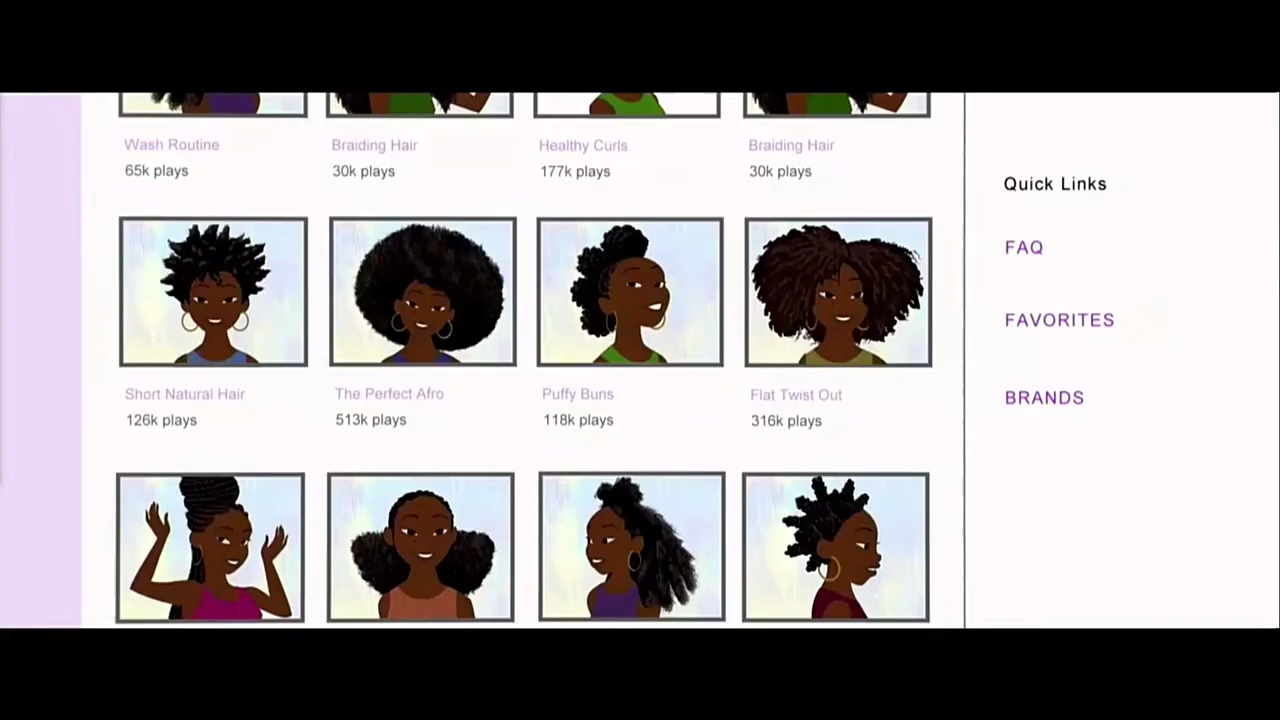 Wash Routine
65k plays
Braiding Hair
30k plays
Healthy Curls
177k plays
Braiding Hair
30k plays
Short Natural Hair
126k plays
The Perfect Afro
513k plays
Puffy Buns
118k plays
Flat Twist Out
316k plays
Quick Links
FAQ
FAVORITES
BRANDS